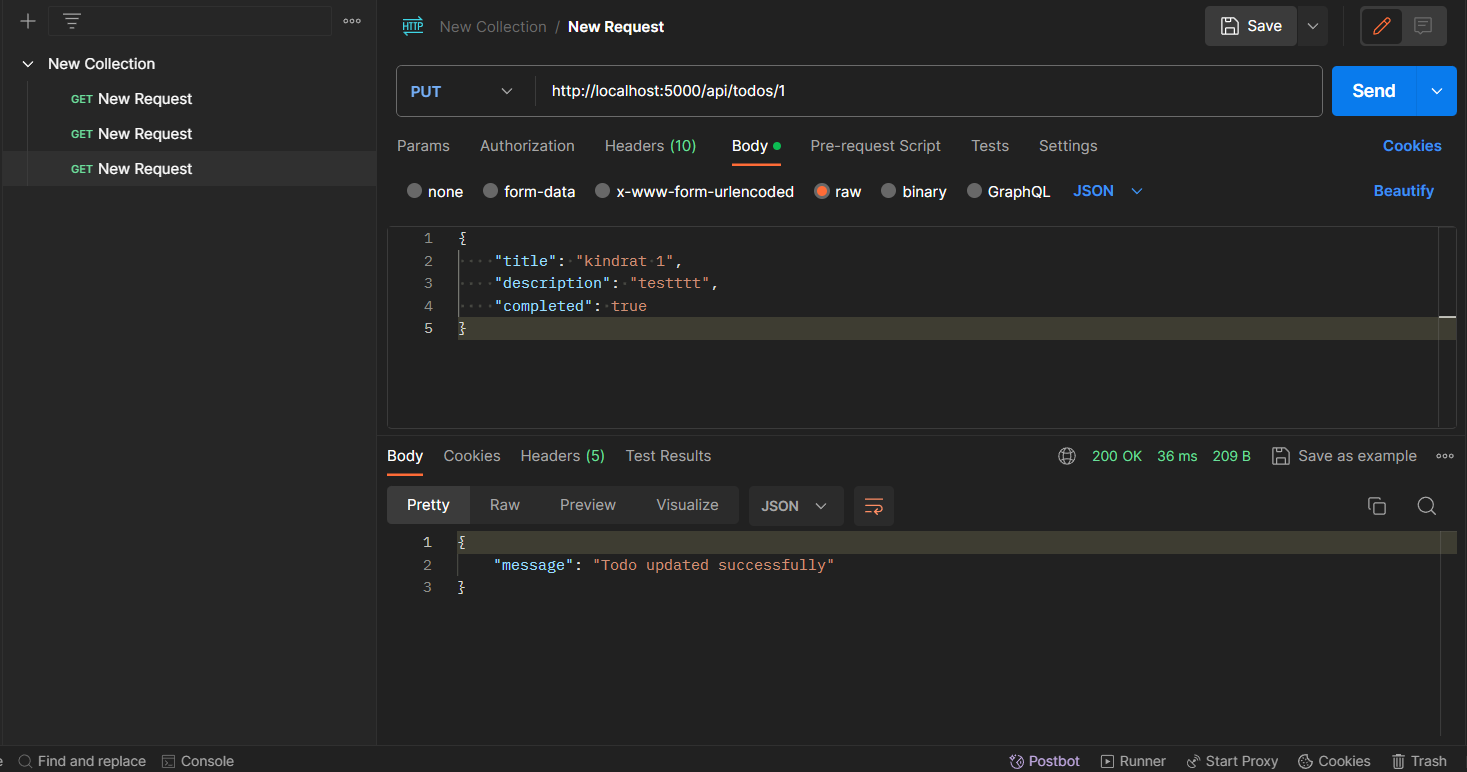 HTTP New Collection / New Request Save
New Collection
GET New Request
GET New Request
GET New Request
PUT http://localhost:5000/api/todos/1 Send
Params Authorization Headers (10) Body Pre-request Script Tests Settings Cookies
none form-data x-www-form-urlencoded raw binary GraphQL JSON Beautify
1 {
2 "title": "kindrat 1",
3 "description": "testttt",
4 "completed": true
5 }
Body Cookies Headers (5) Test Results 200 OK 36 ms 209 B Save as example
Pretty Raw Preview Visualize JSON
1 {
2 "message": "Todo updated successfully"
3 }
e Find and replace Console Postbot Runner Start Proxy Cookies Trash